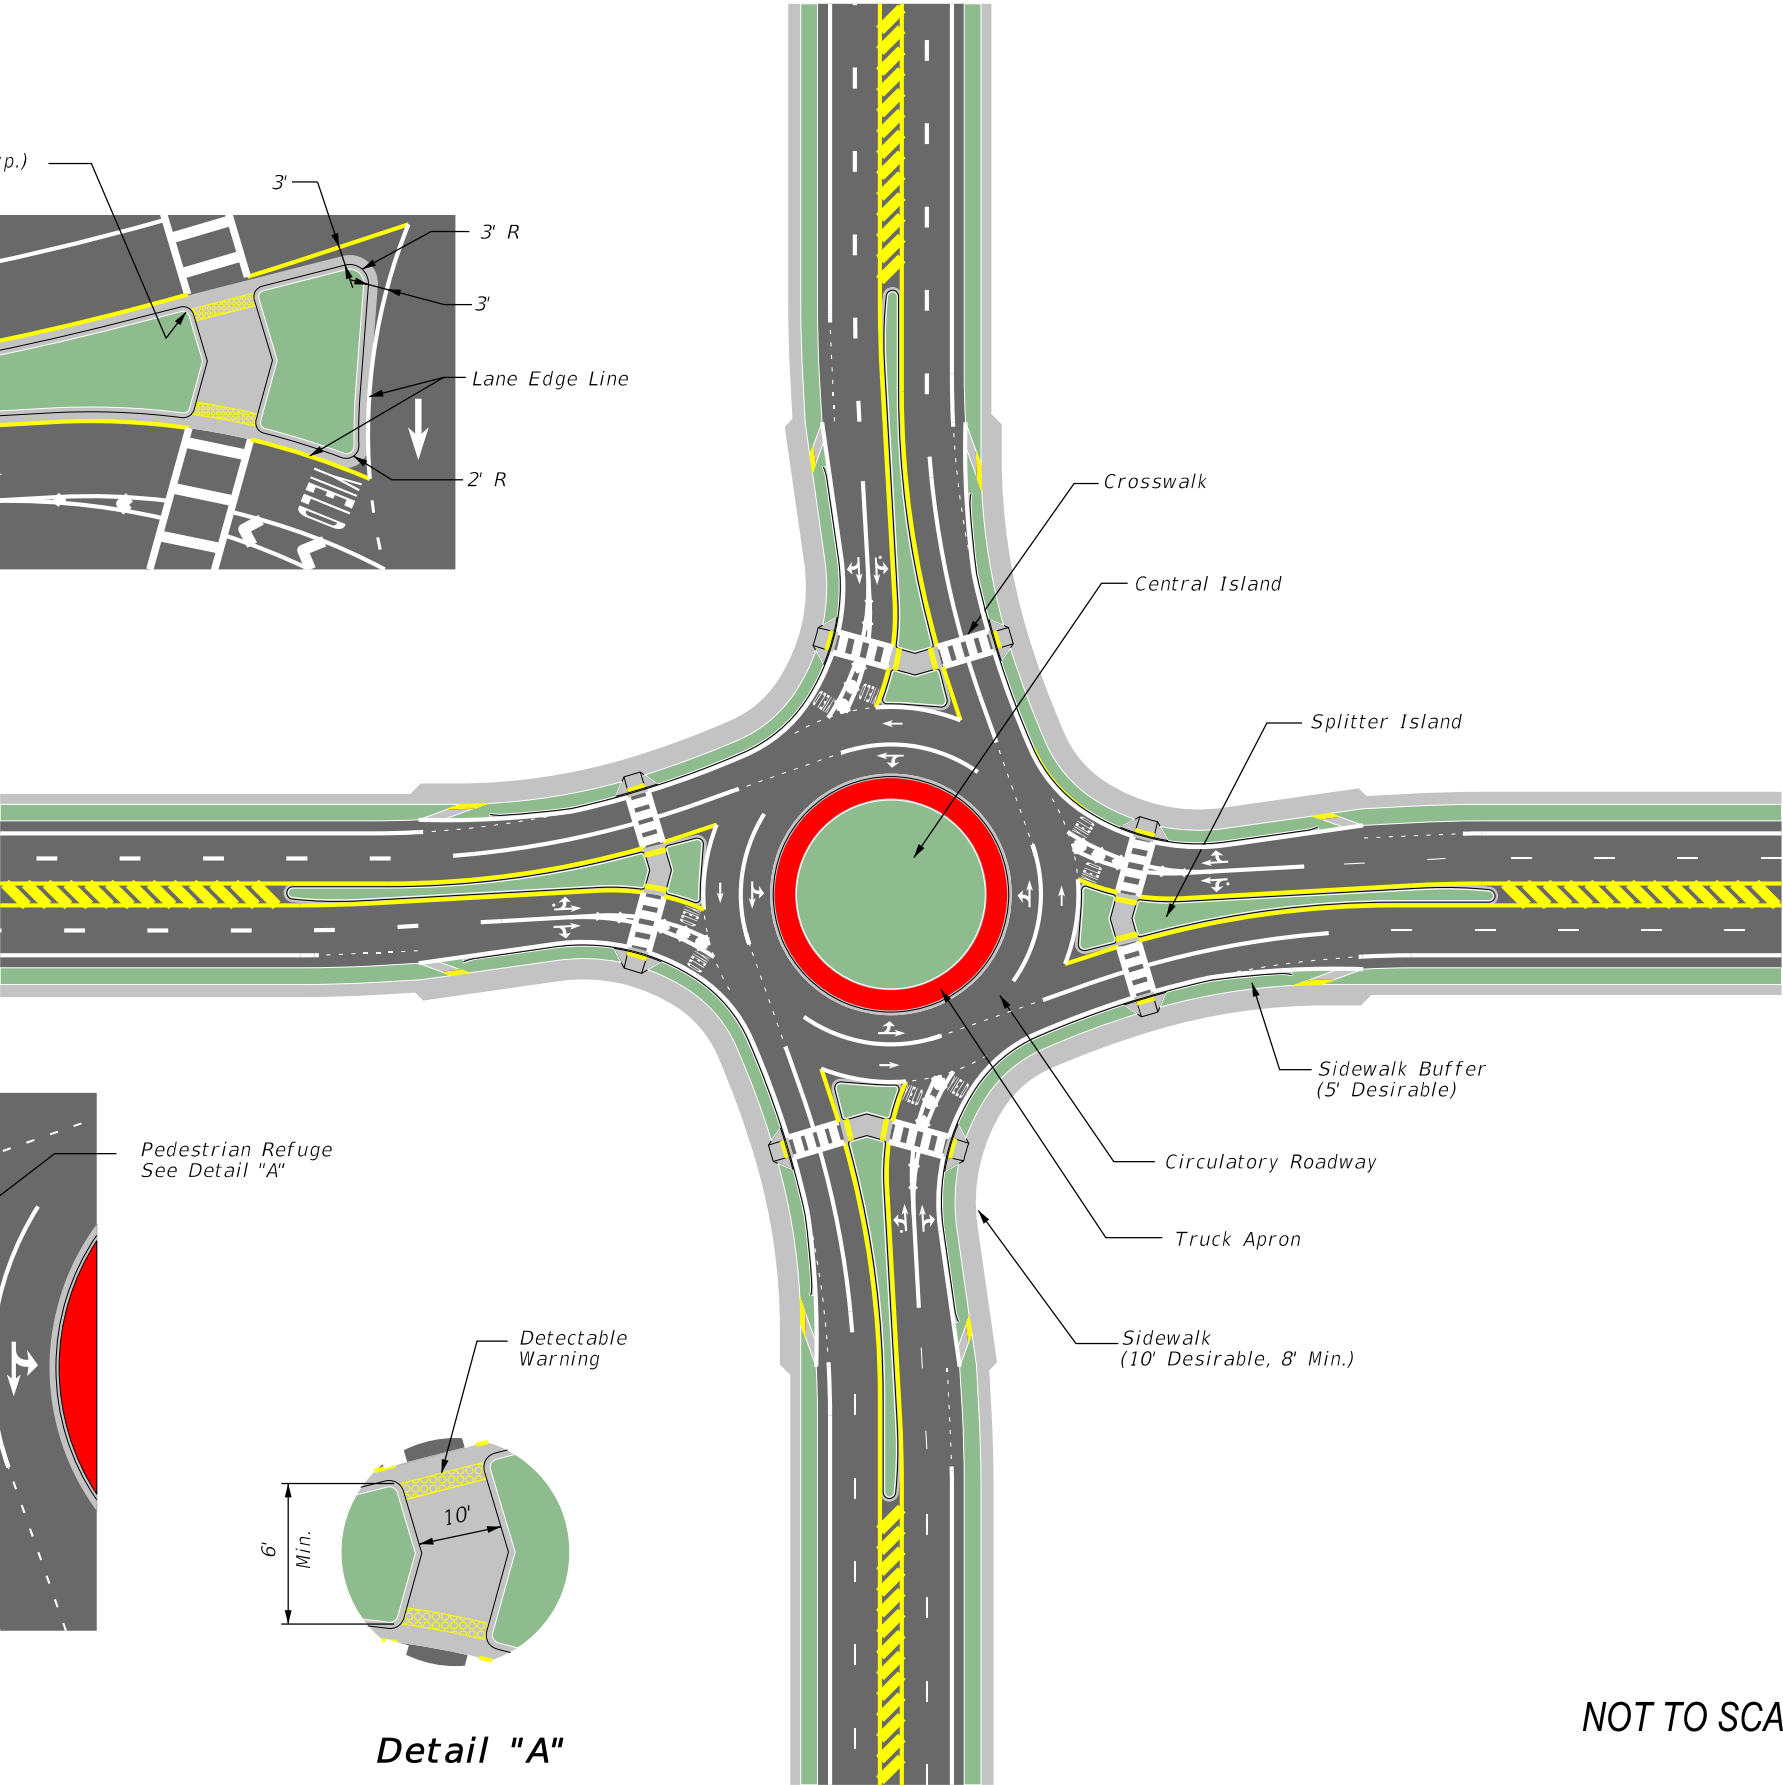 p.)
3'
3' R
3'
Lane Edge Line
2' R
YIELD
Crosswalk
Central Island
Splitter Island
Sidewalk Buffer
(5' Desirable)
Circulatory Roadway
Truck Apron
Sidewalk
(10' Desirable, 8' Min.)
Pedestrian Refuge
See Detail "A"
Detectable
Warning
10'
6'
Min.
Detail "A"
NOT TO SCA